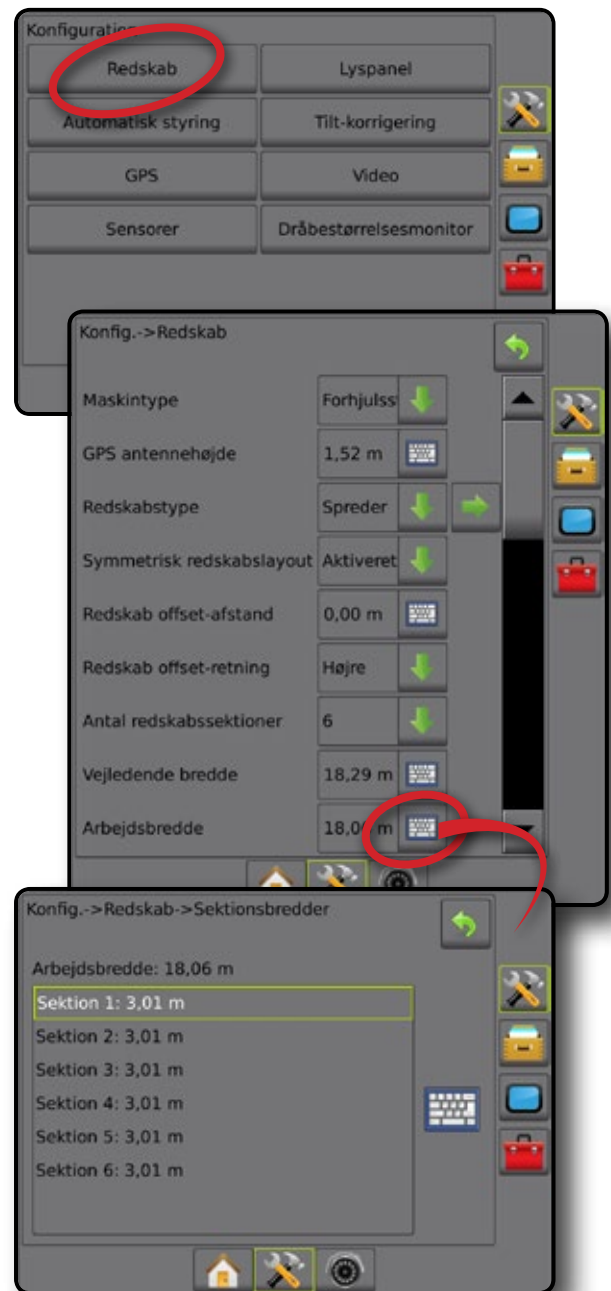 Konfiguration
Redskab
Lyspanel
Automatisk styring
Tilt-korrigering
GPS
Video
Sensorer
Dråbestørrelsesmonitor
Konfig.->Redskab
Maskintype
Forhjulss
GPS antennehøjde
1,52 m
Redskabstype
Spreder
Symmetrisk redskabslayout
Aktiveret
Redskab offset-afstand
0,00 m
Redskab offset-retning
Højre
Antal redskabssektioner
6
Vejledende bredde
18,29 m
Arbejdsbredde
18,06 m
Konfig.->Redskab->Sektionsbredder
Arbejdsbredde: 18,06 m
Sektion 1: 3,01 m
Sektion 2: 3,01 m
Sektion 3: 3,01 m
Sektion 4: 3,01 m
Sektion 5: 3,01 m
Sektion 6: 3,01 m